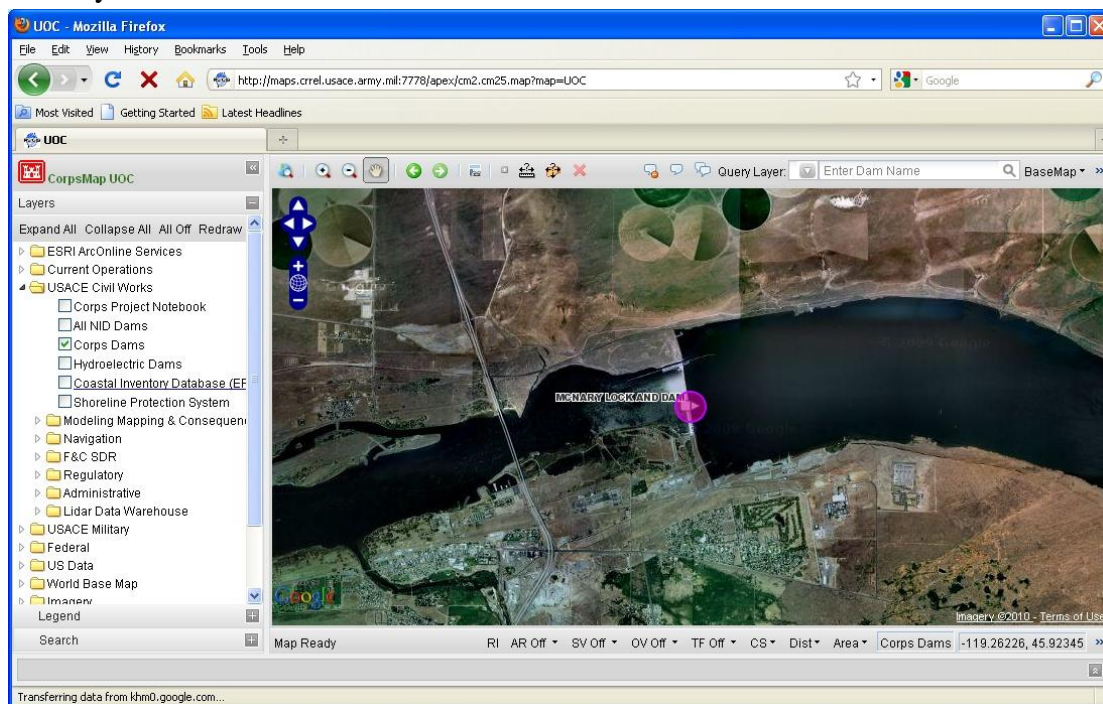 UOC - Mozilla Firefox
File Edit View History Bookmarks Tools Help
http://maps.crrel.usace.army.mil:7778/apex/cm2.cm25.map?map=UOC
Google
Most Visited Getting Started Latest Headlines
UOC
CorpsMap UOC
Query Layer: Enter Dam Name BaseMap
Layers
Expand All Collapse All All Off Redraw
ESRI ArcOnline Services
Current Operations
USACE Civil Works
Corps Project Notebook
All NID Dams
Corps Dams
Hydroelectric Dams
Coastal Inventory Database (EF
Shoreline Protection System
Modeling Mapping & Consequen
Navigation
F&C SDR
Regulatory
Administrative
Lidar Data Warehouse
USACE Military
Federal
US Data
World Base Map
Imagery
Legend
Search
MCNARY LOCK AND DAM
© 2009 Google
Google
Imagery ©2010 - Terms of Use
Map Ready RI AR Off SV Off OV Off TF Off CS Dist Area Corps Dams -119.26226, 45.92345
Transferring data from khm0.google.com...